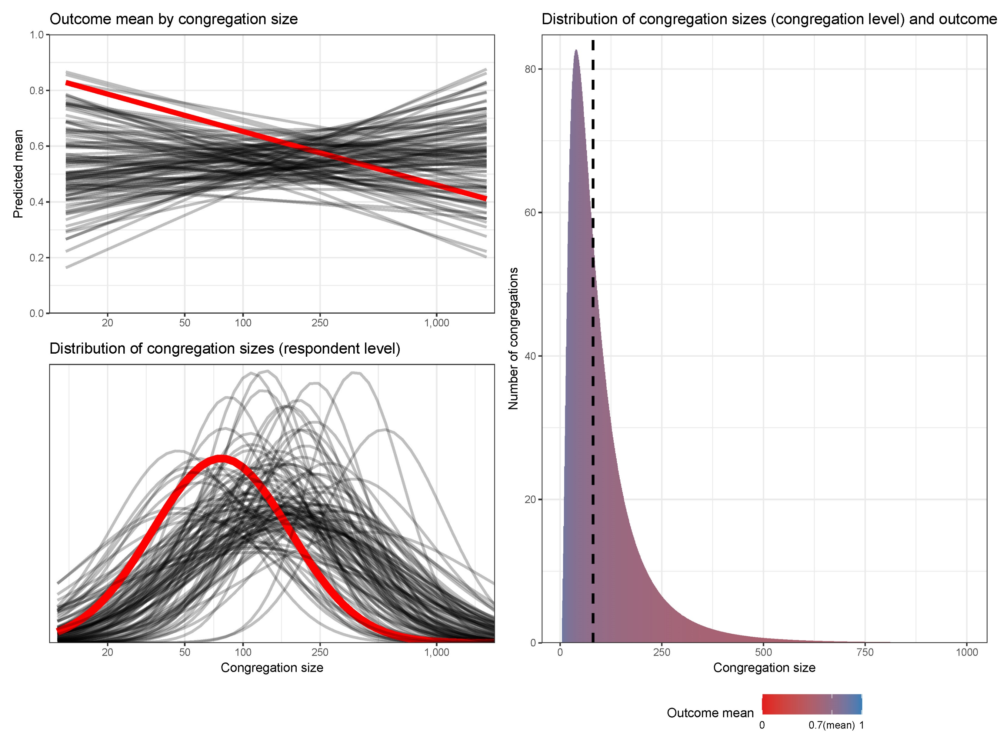 Outcome mean by congregation size
1.0
0.8
0.6
0.4
0.2
0.0
Predicted mean
20 50 100 250 1,000
Distribution of congregation sizes (respondent level)
20 50 100 250 1,000
Congregation size
Distribution of congregation sizes (congregation level) and outcome
80
60
40
20
0
Number of congregations
0 250 500 750 1000
Congregation size
Outcome mean
0 0.7(mean) 1